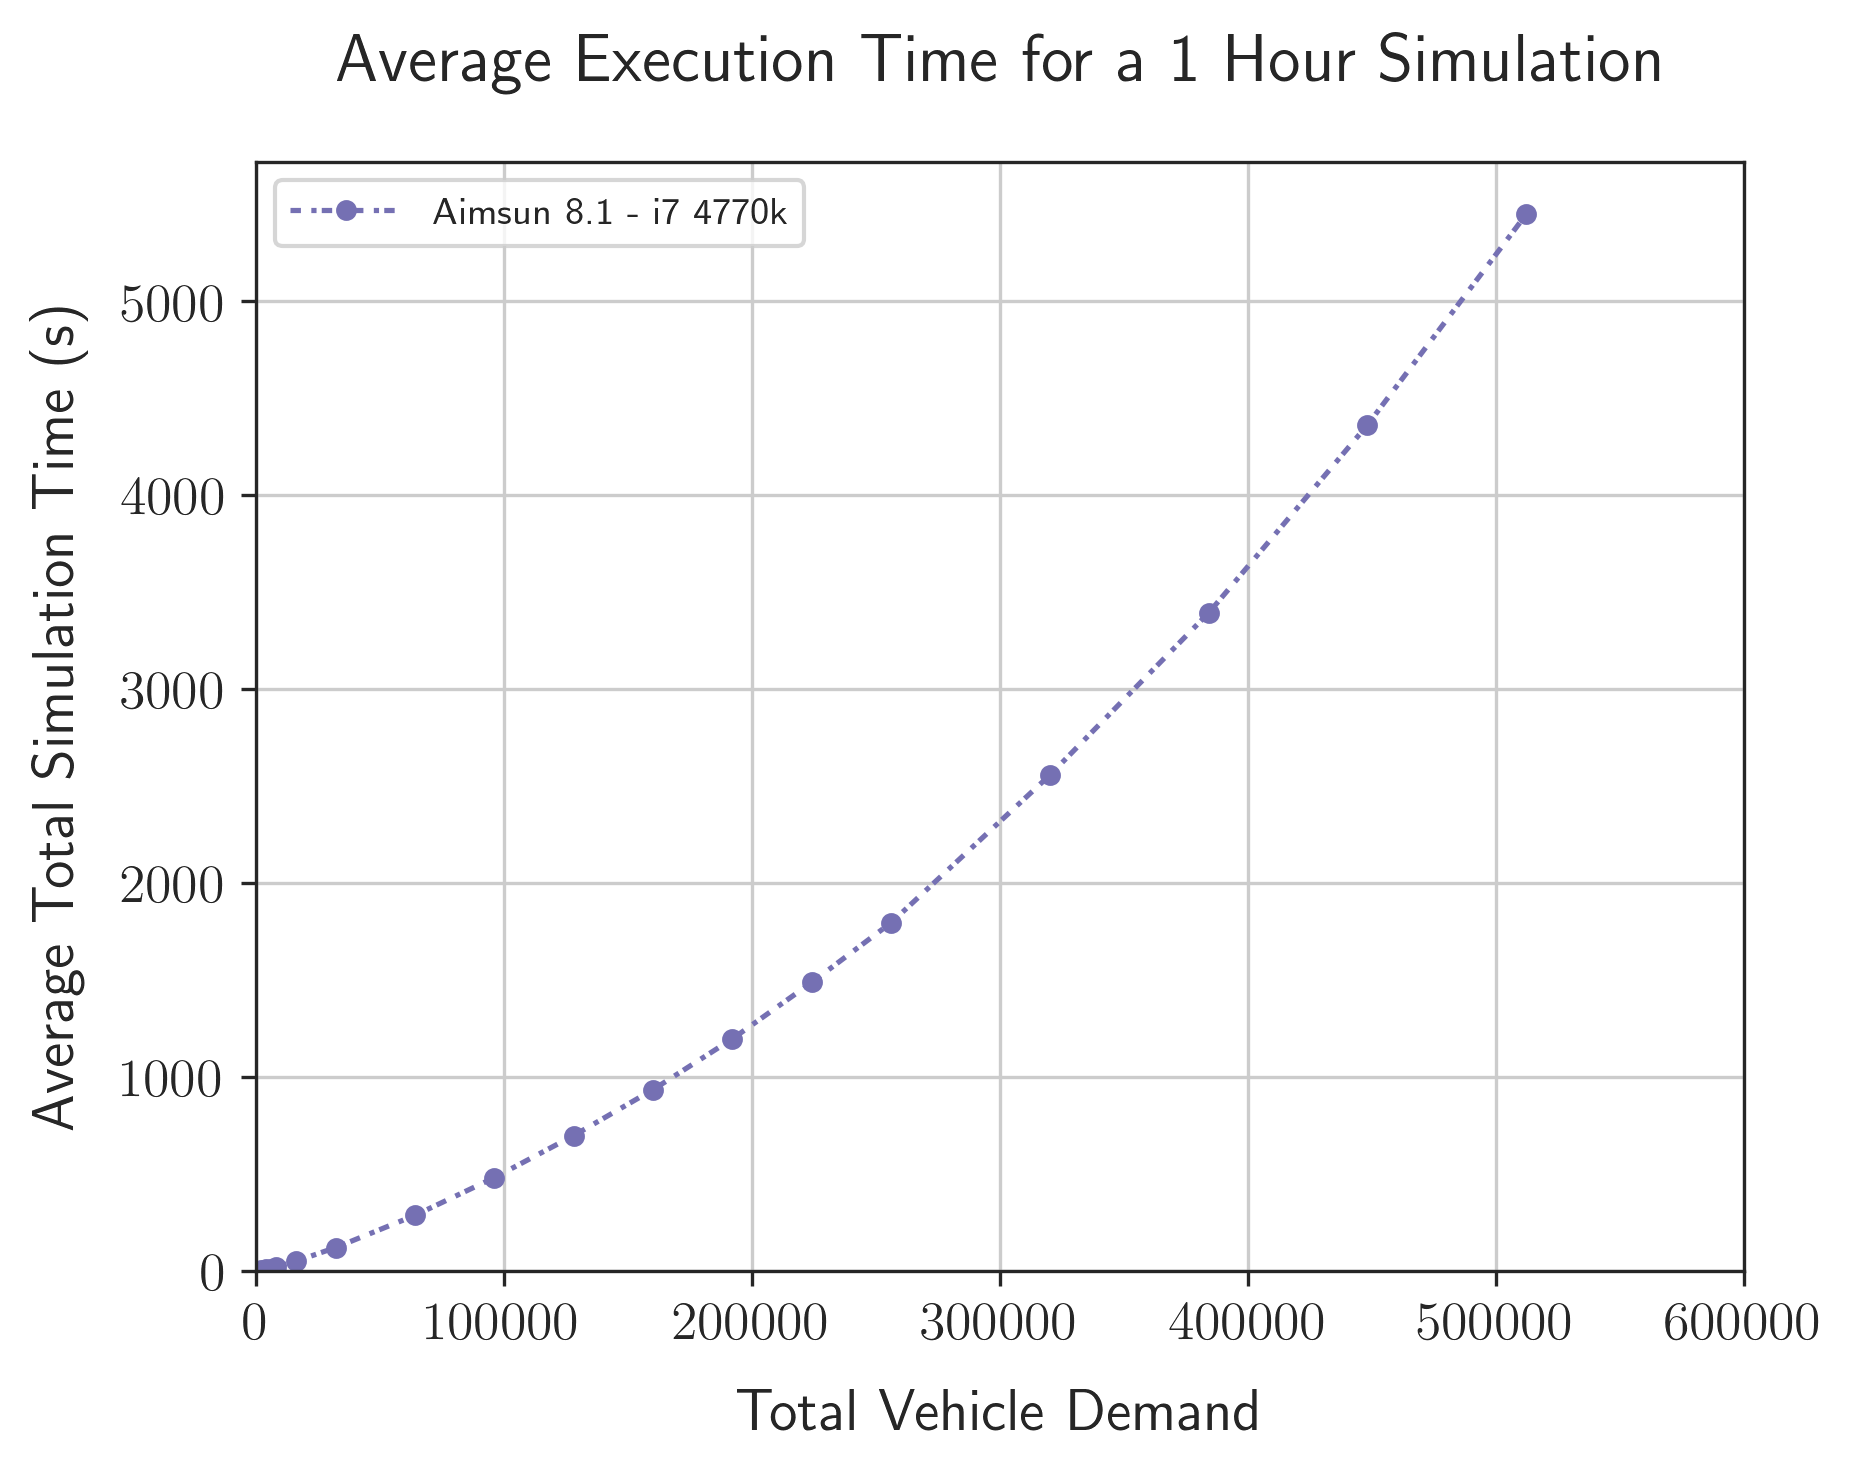 Average Execution Time for a 1 Hour Simulation
Aimsun 8.1 - i7 4770k
Average Total Simulation Time (s)
5000
4000
3000
2000
1000
0
0 100000 200000 300000 400000 500000 600000
Total Vehicle Demand